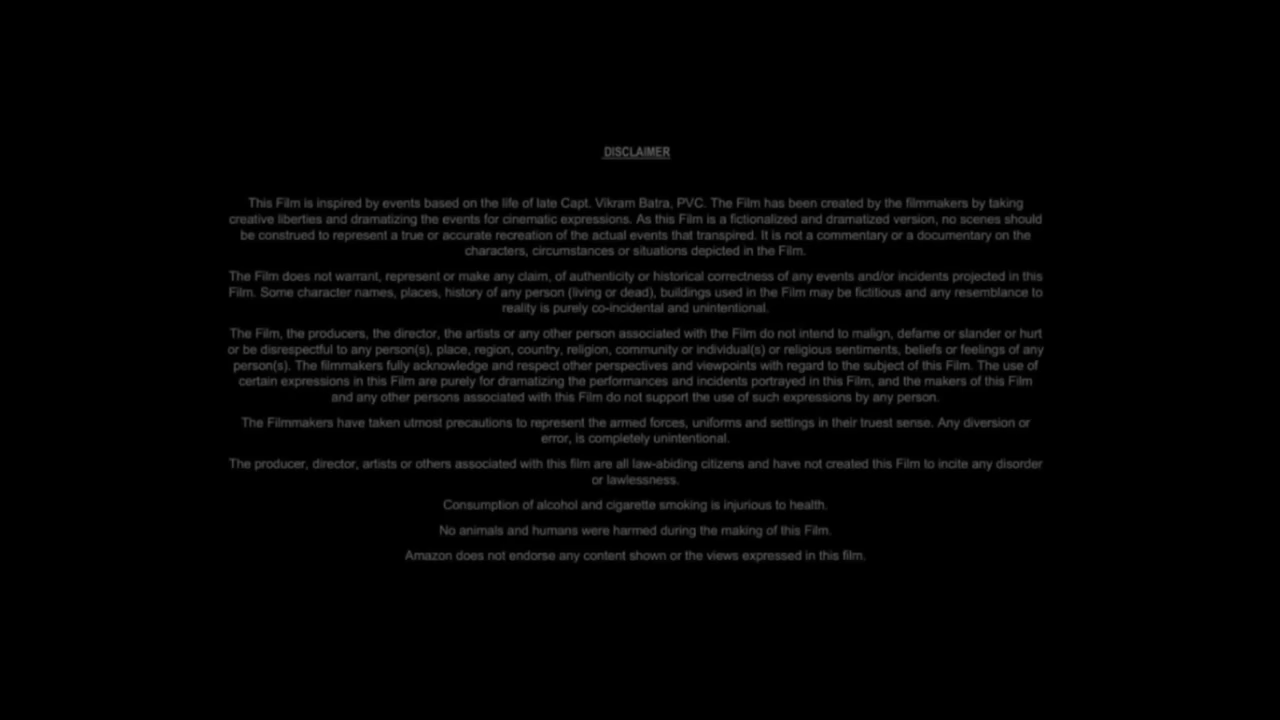 DISCLAIMER
This Film is inspired by events based on the life of late Capt. Vikram Batra, PVC. The Film has been created by the filmmakers by taking
creative liberties and dramatizing the events for cinematic expressions. As this Film is a fictionalized and dramatized version, no scenes should
be construed to represent a true or accurate recreation of the actual events that transpired. It is not a commentary or a documentary on the
characters, circumstances or situations depicted in the Film.
The Film does not warrant, represent or make any claim, of authenticity or historical correctness of any events and/or incidents projected in this
Film. Some character names, places, history of any person (living or dead), buildings used in the Film may be fictitious and any resemblance to
reality is purely co-incidental and unintentional.
The Film, the producers, the director, the artists or any other person associated with the Film do not intend to malign, defame or slander or hurt
or be disrespectful to any person(s), place, region, country, religion, community or individual(s) or religious sentiments, beliefs or feelings of any
person(s). The filmmakers fully acknowledge and respect other perspectives and viewpoints with regard to the subject of this Film. The use of
certain expressions in this Film are purely for dramatizing the performances and incidents portrayed in this Film, and the makers of this Film
and any other persons associated with this Film do not support the use of such expressions by any person.
The Filmmakers have taken utmost precautions to represent the armed forces, uniforms and settings in their truest sense. Any diversion or
error, is completely unintentional.
The producer, director, artists or others associated with this film are all law-abiding citizens and have not created this Film to incite any disorder
or lawlessness.
Consumption of alcohol and cigarette smoking is injurious to health.
No animals and humans were harmed during the making of this Film.
Amazon does not endorse any content shown or the views expressed in this film.